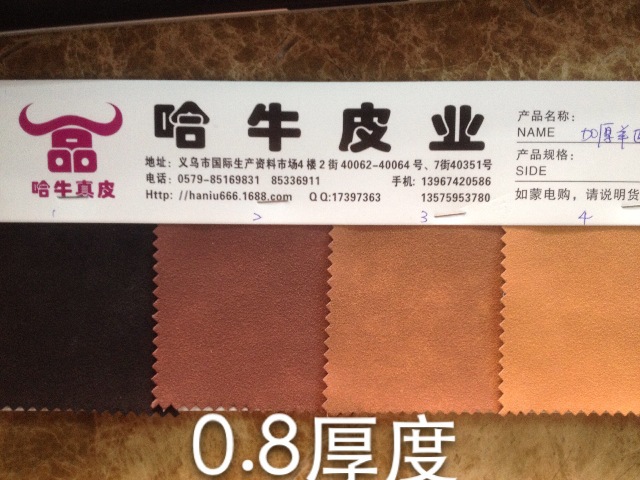 哈牛皮业
哈牛真皮
地址：义乌市国际生产资料市场4楼2街40062-40064号、7街40351号
电话：0579-85169831 85336911 手机：13967420586
Http: //haniu666.1688.com QQ:17397363 13575953780
产品名称：
NAME 加厚羊
产品规格：
SIDE
如蒙电购，请说明货
1 2 3 4
0.8厚度